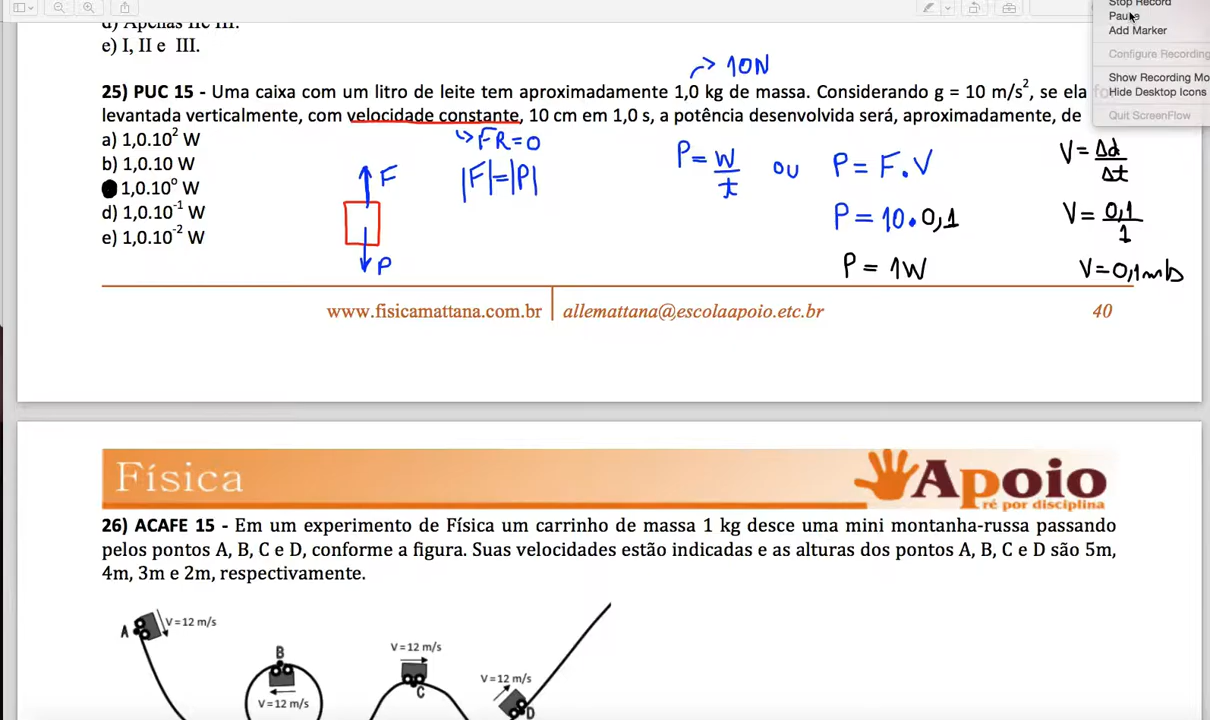 Stop Record
Pause
Add Marker
Configure Recording
Show Recording Mo
Hide Desktop Icons
Quit ScreenFlow
d) Apenas II e III.
e) I, II e III.
→ 10N
25) PUC 15 - Uma caixa com um litro de leite tem aproximadamente 1,0 kg de massa. Considerando g = 10 m/s², se ela fo
levantada verticalmente, com velocidade constante, 10 cm em 1,0 s, a potência desenvolvida será, aproximadamente, de
a) 1,0.10² W
b) 1,0.10 W
1,0.10⁰ W
d) 1,0.10⁻¹ W
e) 1,0.10⁻² W
F
P
↳ FR = 0
|F|=|P|
P = W/t ou P = F.V
P = 10.0,1
P = 1W
V = Δd/Δt
V = 0,1/1
V = 0,1m/s
www.fisicamattana.com.br | allemattana@escolaapoio.etc.br 40
Física
Apoio
ré por disciplina
26) ACAFE 15 - Em um experimento de Física um carrinho de massa 1 kg desce uma mini montanha-russa passando
pelos pontos A, B, C e D, conforme a figura. Suas velocidades estão indicadas e as alturas dos pontos A, B, C e D são 5m,
4m, 3m e 2m, respectivamente.
A V = 12 m/s
B
V = 12 m/s
V = 12 m/s
C
V = 12 m/s
D